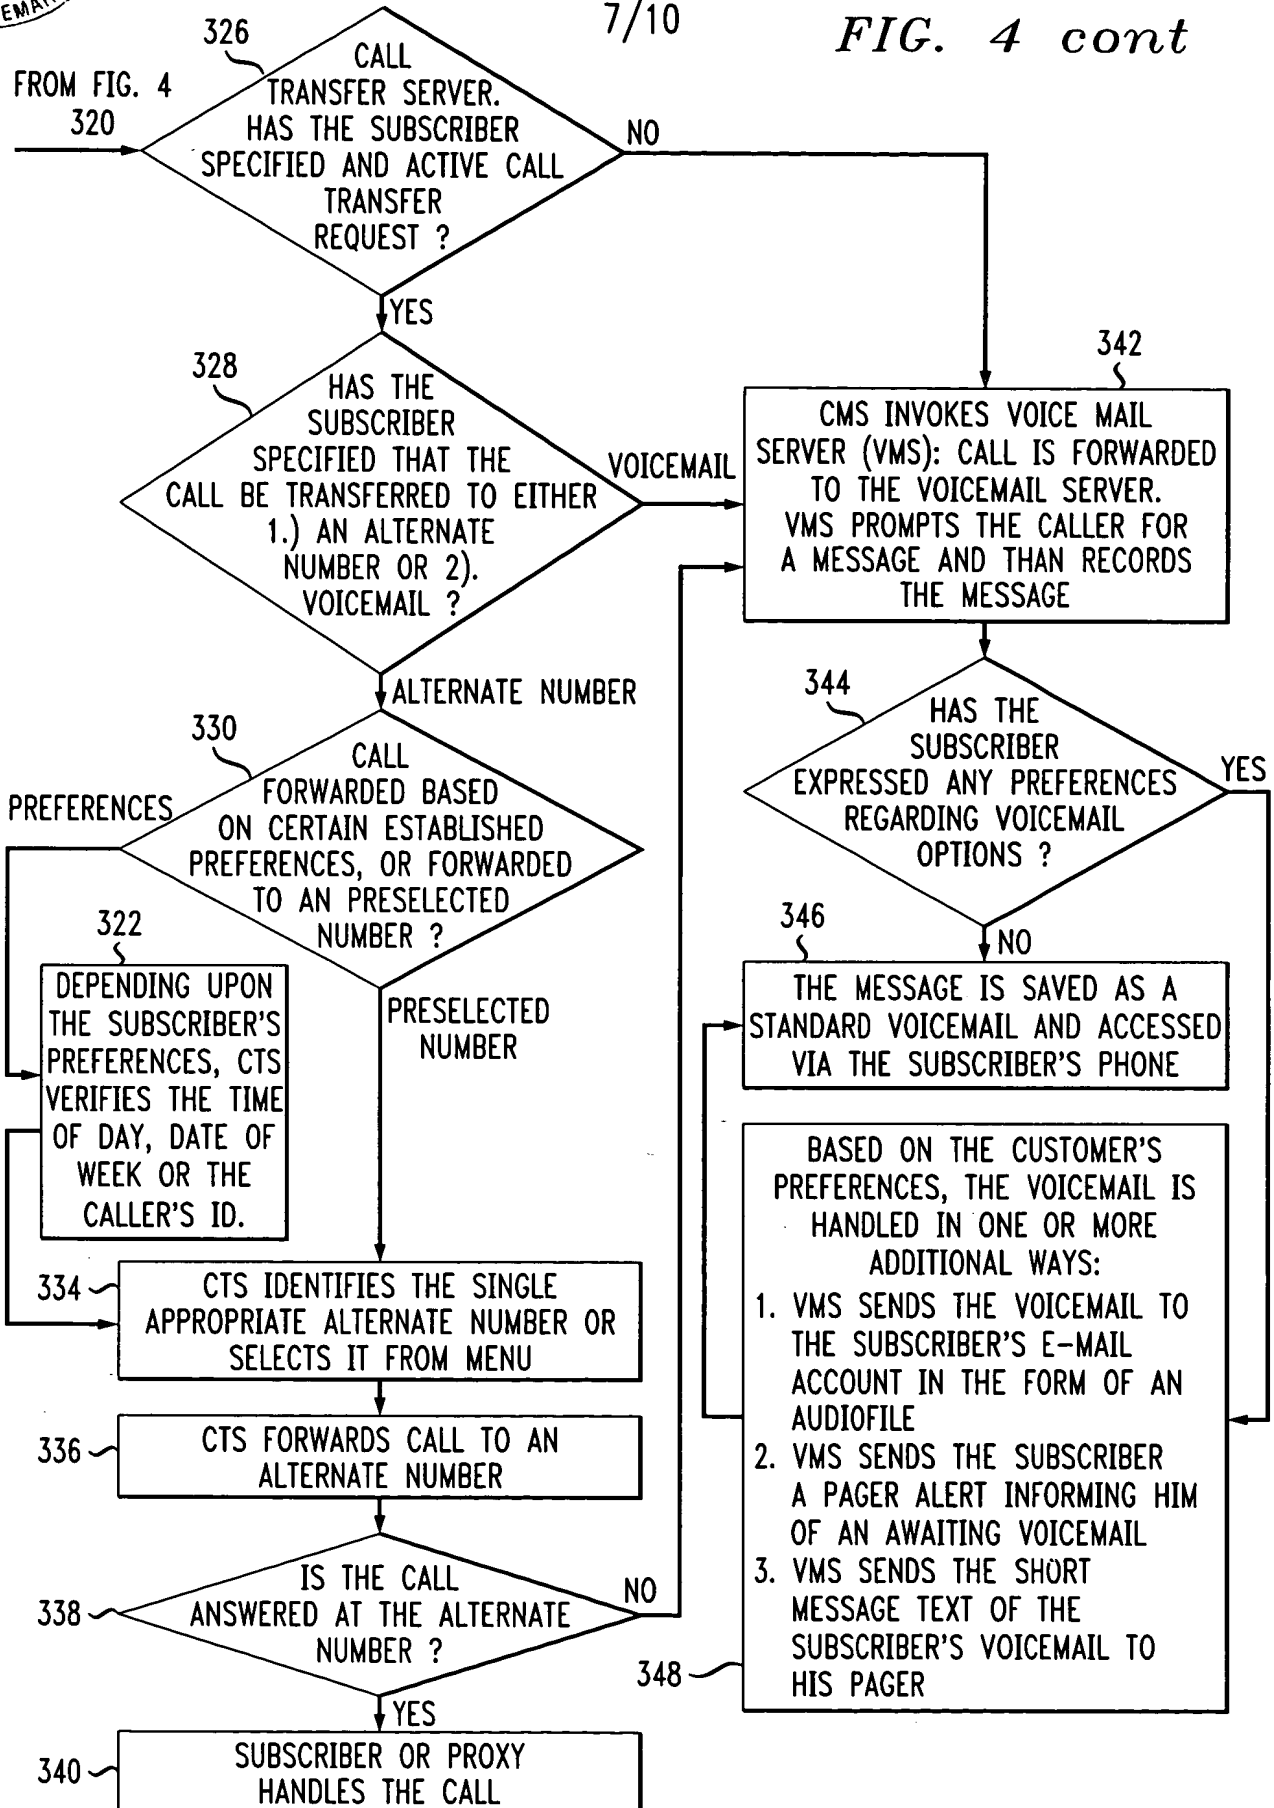 7/10
FIG. 4 cont
326
FROM FIG. 4
320
CALL
TRANSFER SERVER.
HAS THE SUBSCRIBER
SPECIFIED AND ACTIVE CALL
TRANSFER
REQUEST ?
NO
YES
328
HAS THE
SUBSCRIBER
SPECIFIED THAT THE
CALL BE TRANSFERRED TO EITHER
1.) AN ALTERNATE
NUMBER OR 2).
VOICEMAIL ?
VOICEMAIL
ALTERNATE NUMBER
342
CMS INVOKES VOICE MAIL
SERVER (VMS): CALL IS FORWARDED
TO THE VOICEMAIL SERVER.
VMS PROMPTS THE CALLER FOR
A MESSAGE AND THAN RECORDS
THE MESSAGE
330
CALL
FORWARDED BASED
ON CERTAIN ESTABLISHED
PREFERENCES, OR FORWARDED
TO AN PRESELECTED
NUMBER ?
PREFERENCES
PRESELECTED
NUMBER
344
HAS THE
SUBSCRIBER
EXPRESSED ANY PREFERENCES
REGARDING VOICEMAIL
OPTIONS ?
YES
NO
322
DEPENDING UPON
THE SUBSCRIBER'S
PREFERENCES, CTS
VERIFIES THE TIME
OF DAY, DATE OF
WEEK OR THE
CALLER'S ID.
346
THE MESSAGE IS SAVED AS A
STANDARD VOICEMAIL AND ACCESSED
VIA THE SUBSCRIBER'S PHONE
334
CTS IDENTIFIES THE SINGLE
APPROPRIATE ALTERNATE NUMBER OR
SELECTS IT FROM MENU
336
CTS FORWARDS CALL TO AN
ALTERNATE NUMBER
338
IS THE CALL
ANSWERED AT THE ALTERNATE
NUMBER ?
NO
YES
340
SUBSCRIBER OR PROXY
HANDLES THE CALL
BASED ON THE CUSTOMER'S
PREFERENCES, THE VOICEMAIL IS
HANDLED IN ONE OR MORE
ADDITIONAL WAYS:
1. VMS SENDS THE VOICEMAIL TO
THE SUBSCRIBER'S E-MAIL
ACCOUNT IN THE FORM OF AN
AUDIOFILE
2. VMS SENDS THE SUBSCRIBER
A PAGER ALERT INFORMING HIM
OF AN AWAITING VOICEMAIL
3. VMS SENDS THE SHORT
MESSAGE TEXT OF THE
SUBSCRIBER'S VOICEMAIL TO
HIS PAGER
348